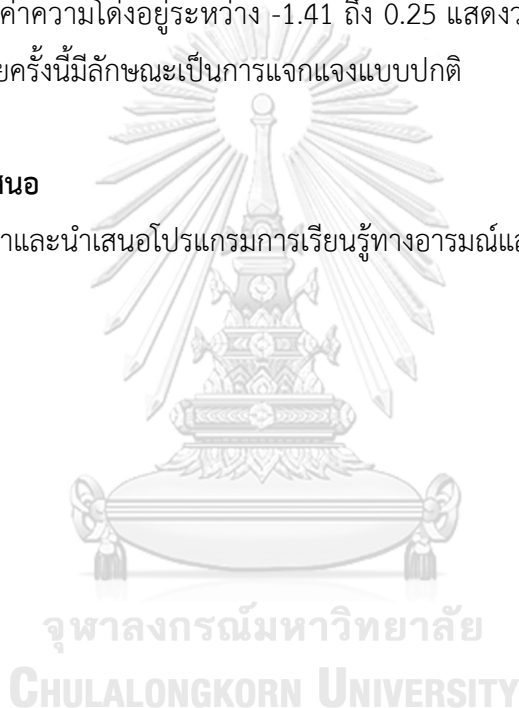 ค่าความโด่งอยู่ระหว่าง -1.41 ถึง 0.25 แสดงว
ยครั้งนี้มีลักษณะเป็นการแจกแจงแบบปกติ
สนอ
าและนำเสนอโปรแกรมการเรียนรู้ทางอารมณ์แล
จุฬาลงกรณ์มหาวิทยาลัย
CHULALONGKORN UNIVERSITY